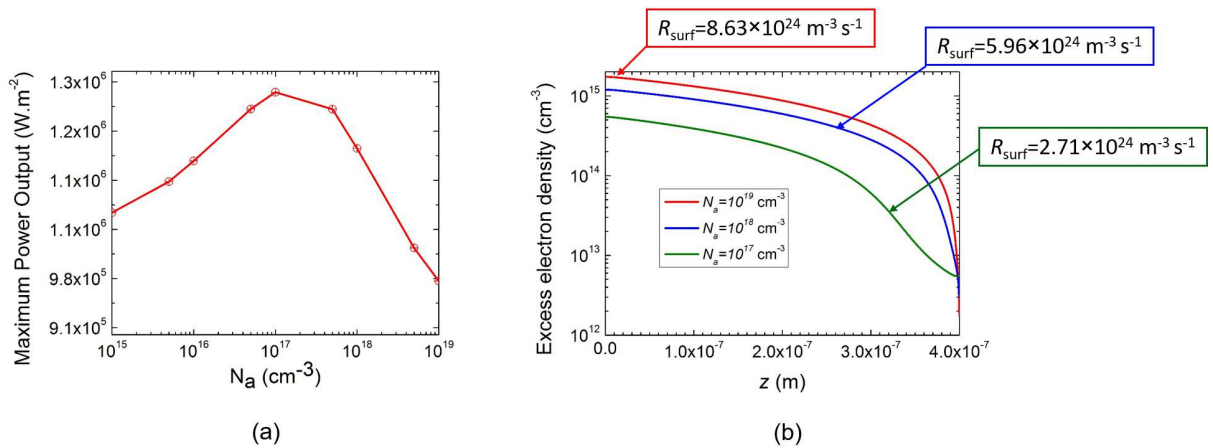 Maximum Power Output (W.m⁻²)
1.3x10⁶
1.2x10⁶
1.1x10⁶
1.1x10⁶
9.8x10⁵
9.1x10⁵
10¹⁵ 10¹⁶ 10¹⁷ 10¹⁸ 10¹⁹
Nₐ (cm⁻³)
(a)
R_surf=8.63×10²⁴ m⁻³ s⁻¹
R_surf=5.96×10²⁴ m⁻³ s⁻¹
R_surf=2.71×10²⁴ m⁻³ s⁻¹
Excess electron density (cm⁻³)
10¹⁵
10¹⁴
10¹³
10¹²
Nₐ=10¹⁹ cm⁻³
Nₐ=10¹⁸ cm⁻³
Nₐ=10¹⁷ cm⁻³
0.0 1.0x10⁻⁷ 2.0x10⁻⁷ 3.0x10⁻⁷ 4.0x10⁻⁷
z (m)
(b)